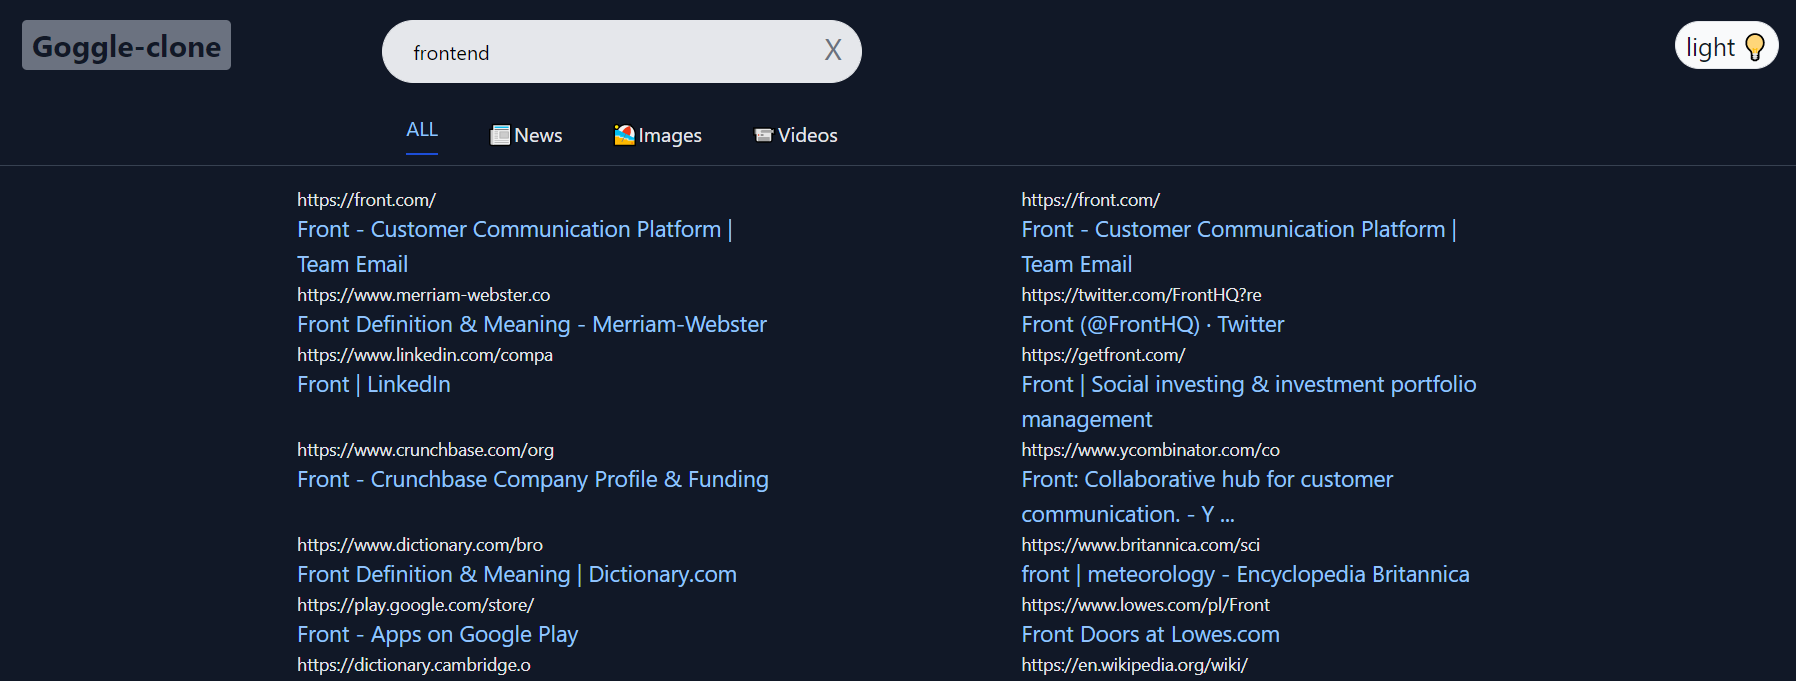 Goggle-clone
frontend X
light
ALL News Images Videos
https://front.com/
Front - Customer Communication Platform |
Team Email
https://www.merriam-webster.co
Front Definition & Meaning - Merriam-Webster
https://www.linkedin.com/compa
Front | LinkedIn
https://www.crunchbase.com/org
Front - Crunchbase Company Profile & Funding
https://www.dictionary.com/bro
Front Definition & Meaning | Dictionary.com
https://play.google.com/store/
Front - Apps on Google Play
https://dictionary.cambridge.o
https://front.com/
Front - Customer Communication Platform |
Team Email
https://twitter.com/FrontHQ?re
Front (@FrontHQ) · Twitter
https://getfront.com/
Front | Social investing & investment portfolio
management
https://www.ycombinator.com/co
Front: Collaborative hub for customer
communication. - Y ...
https://www.britannica.com/sci
front | meteorology - Encyclopedia Britannica
https://www.lowes.com/pl/Front
Front Doors at Lowes.com
https://en.wikipedia.org/wiki/